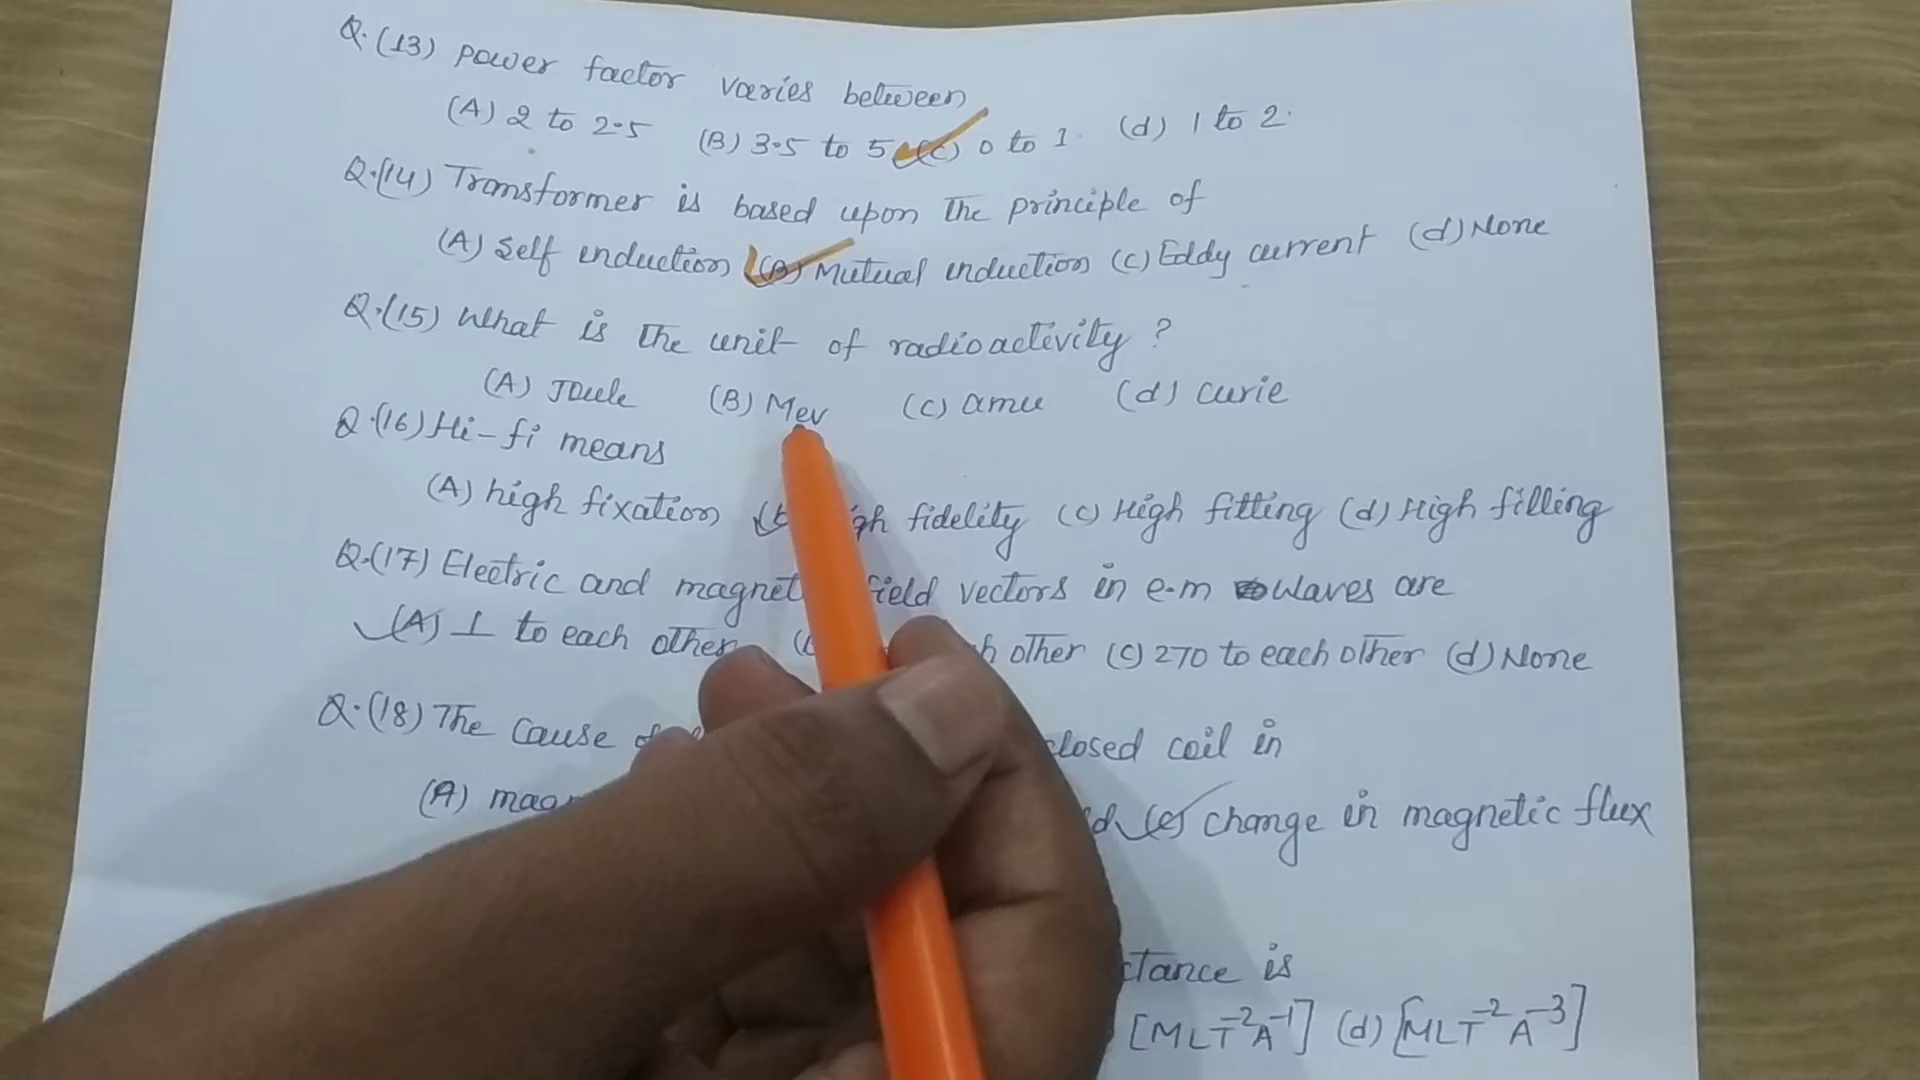 Q.(13) power factor varies between
(A) 2 to 2.5 (B) 3.5 to 5 (C) 0 to 1. (d) 1 to 2.
Q.(14) Transformer is based upon the principle of
(A) Self induction (B) Mutual induction (C) Eddy current (d) None
Q.(15) What is the unit of radioactivity ?
(A) Joule (B) Mev (C) amu (d) curie
Q.(16) Hi-fi means
(A) high fixation fidelity (C) High fitting (d) High filling
Q.(17) Electric and field vectors in e.m waves are
(A) ⊥ to each other other (C) 270 to each other (d) None
Q.(18) The cause closed coil in
(A) (C) change in magnetic flux
is
[MLT⁻²A⁻¹] (d) [MLT⁻²A⁻³]